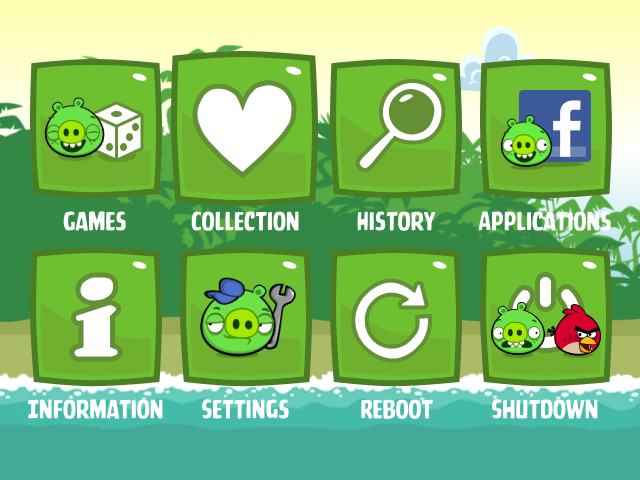 GAMES
COLLECTION
HISTORY
f
APPLICATIONS
INFORMATION
SETTINGS
REBOOT
SHUTDOWN